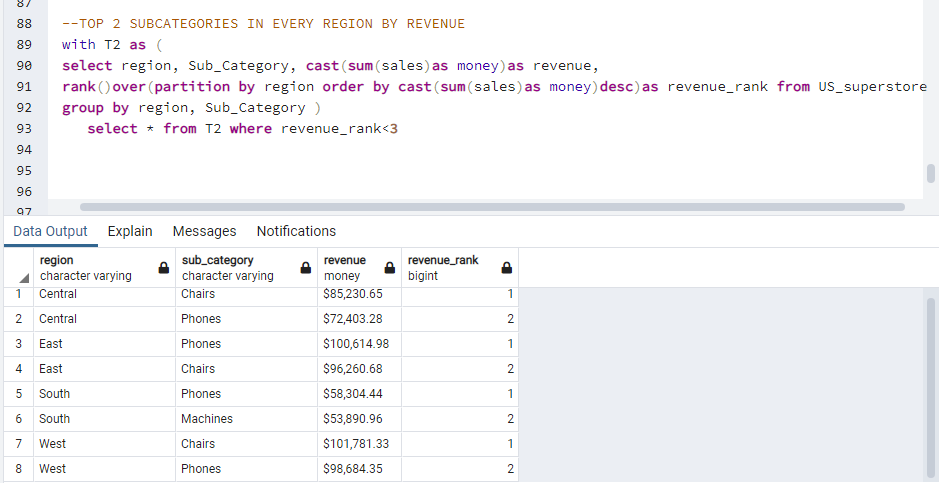 87
88 --TOP 2 SUBCATEGORIES IN EVERY REGION BY REVENUE
89 with T2 as (
90 select region, Sub_Category, cast(sum(sales)as money)as revenue,
91 rank()over(partition by region order by cast(sum(sales)as money)desc)as revenue_rank from US_superstore
92 group by region, Sub_Category )
93 select * from T2 where revenue_rank<3
94
95
96
97
Data Output Explain Messages Notifications
region sub_category revenue revenue_rank
character varying character varying money bigint
1 Central Chairs $85,230.65 1
2 Central Phones $72,403.28 2
3 East Phones $100,614.98 1
4 East Chairs $96,260.68 2
5 South Phones $58,304.44 1
6 South Machines $53,890.96 2
7 West Chairs $101,781.33 1
8 West Phones $98,684.35 2